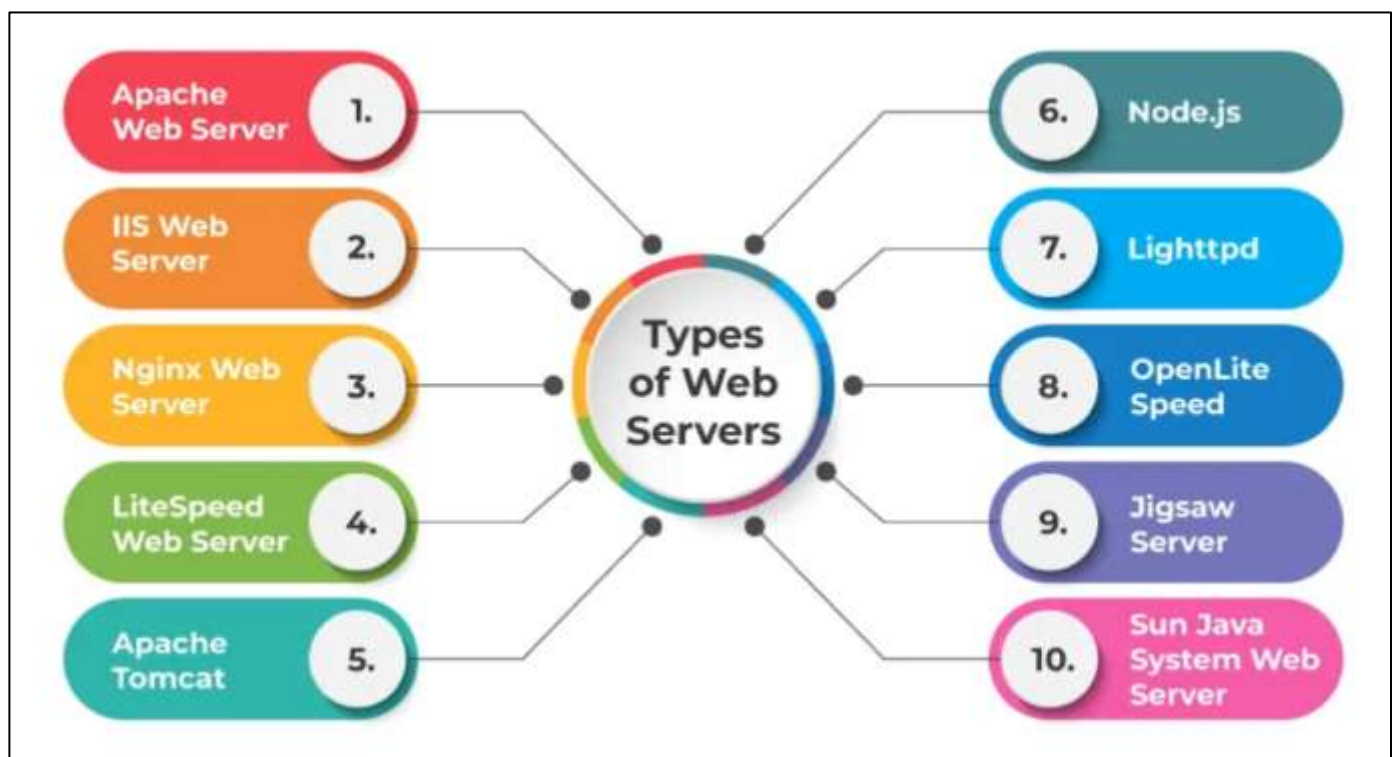 Apache
Web Server
1.
IIS Web
Server
2.
Nginx Web
Server
3.
LiteSpeed
Web Server
4.
Apache
Tomcat
5.
Types
of Web
Servers
6.
Node.js
7.
Lighttpd
8.
OpenLite
Speed
9.
Jigsaw
Server
10.
Sun Java
System Web
Server